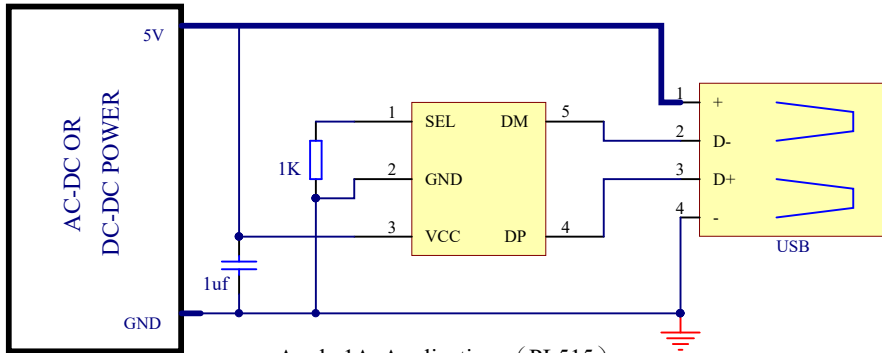 5V
AC-DC OR
DC-DC POWER
GND
1uf
1K
1
2
3
SEL
GND
VCC
DM
DP
5
4
1
2
3
4
+
D-
D+
-
USB